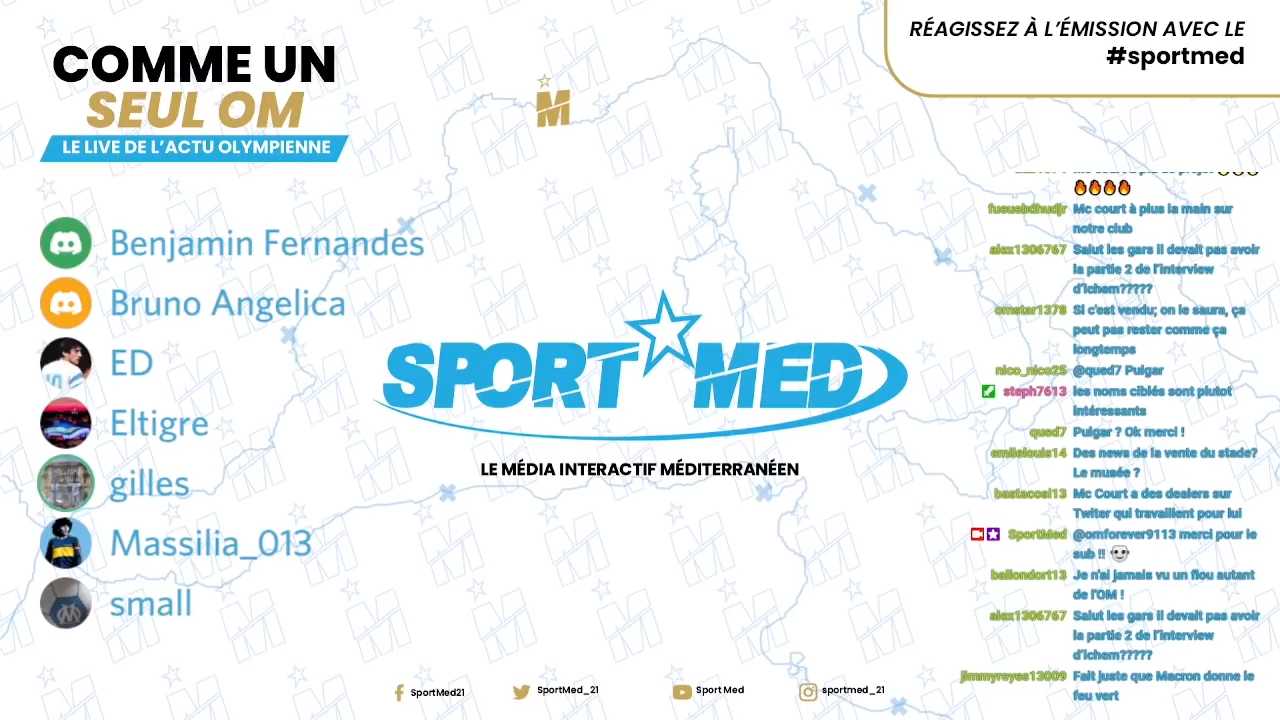 COMME UN
SEUL OM
LE LIVE DE L'ACTU OLYMPIENNE
RÉAGISSEZ À L'ÉMISSION AVEC LE
#sportmed
Benjamin Fernandes
Bruno Angelica
ED
Eltigre
gilles
Massilia_013
small
SPORT MED
LE MÉDIA INTERACTIF MÉDITERRANÉEN
fueuebdhudjr Mc court à plus la main sur
notre club
alex1306767 Salut les gars il devait pas avoir
la partie 2 de l'interview
d'ichem?????
omstar1378 Si c'est vendu; on le saura, ça
peut pas rester comme ça
longtemps
nico_nico25 @qued7 Pulgar
steph7613 les noms ciblés sont plutot
intéressants
qued7 Pulgar ? Ok merci !
emilelouis14 Des news de la vente du stade?
Le musée ?
bastacosi13 Mc Court a des dealers sur
Twiter qui travaillent pour lui
SportMed @omforever9113 merci pour le
sub !!
ballondort13 Je n'ai jamais vu un flou autant
de l'OM !
alex1306767 Salut les gars il devait pas avoir
la partie 2 de l'interview
d'ichem?????
jimmyreyes13009 Fait juste que Macron donne le
feu vert
SportMed21
SportMed_21
Sport Med
sportmed_21